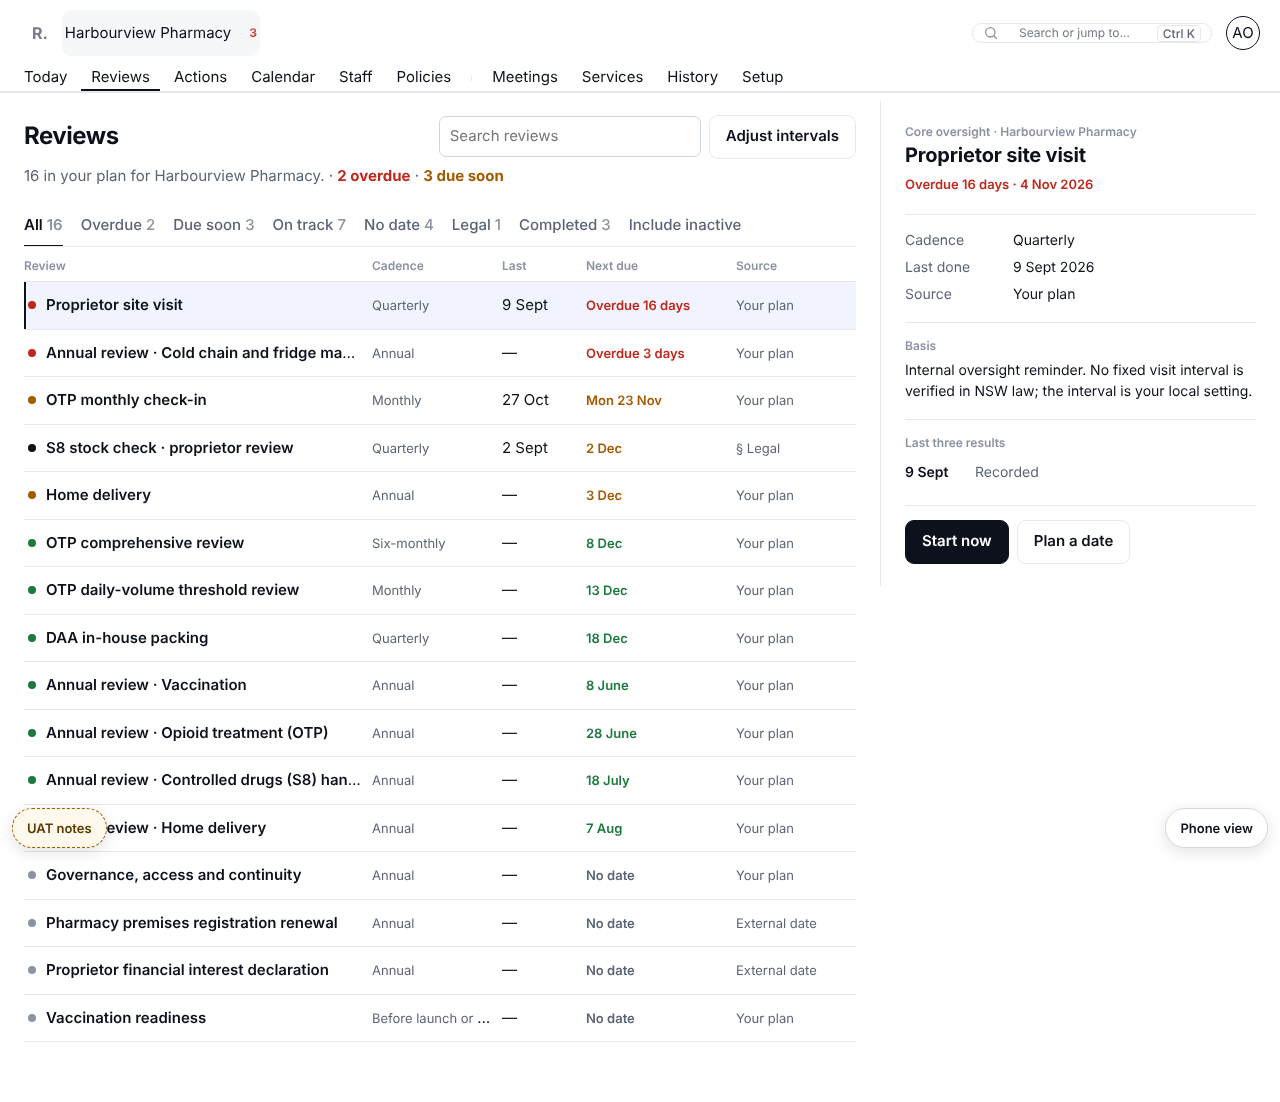 R. Harbourview Pharmacy 3 Search or jump to... Ctrl K AO
Today Reviews Actions Calendar Staff Policies Meetings Services History Setup
Reviews Search reviews Adjust intervals
16 in your plan for Harbourview Pharmacy. · 2 overdue · 3 due soon
All 16 Overdue 2 Due soon 3 On track 7 No date 4 Legal 1 Completed 3 Include inactive
Review Cadence Last Next due Source
Proprietor site visit Quarterly 9 Sept Overdue 16 days Your plan
Annual review · Cold chain and fridge ma... Annual — Overdue 3 days Your plan
OTP monthly check-in Monthly 27 Oct Mon 23 Nov Your plan
S8 stock check · proprietor review Quarterly 2 Sept 2 Dec § Legal
Home delivery Annual — 3 Dec Your plan
OTP comprehensive review Six-monthly — 8 Dec Your plan
OTP daily-volume threshold review Monthly — 13 Dec Your plan
DAA in-house packing Quarterly — 18 Dec Your plan
Annual review · Vaccination Annual — 8 June Your plan
Annual review · Opioid treatment (OTP) Annual — 28 June Your plan
Annual review · Controlled drugs (S8) han... Annual — 18 July Your plan
UAT notes eview · Home delivery Annual — 7 Aug Your plan
Governance, access and continuity Annual — No date Your plan
Pharmacy premises registration renewal Annual — No date External date
Proprietor financial interest declaration Annual — No date External date
Vaccination readiness Before launch or ... — No date Your plan
Core oversight · Harbourview Pharmacy
Proprietor site visit
Overdue 16 days · 4 Nov 2026
Cadence Quarterly
Last done 9 Sept 2026
Source Your plan
Basis
Internal oversight reminder. No fixed visit interval is
verified in NSW law; the interval is your local setting.
Last three results
9 Sept Recorded
Start now Plan a date
Phone view